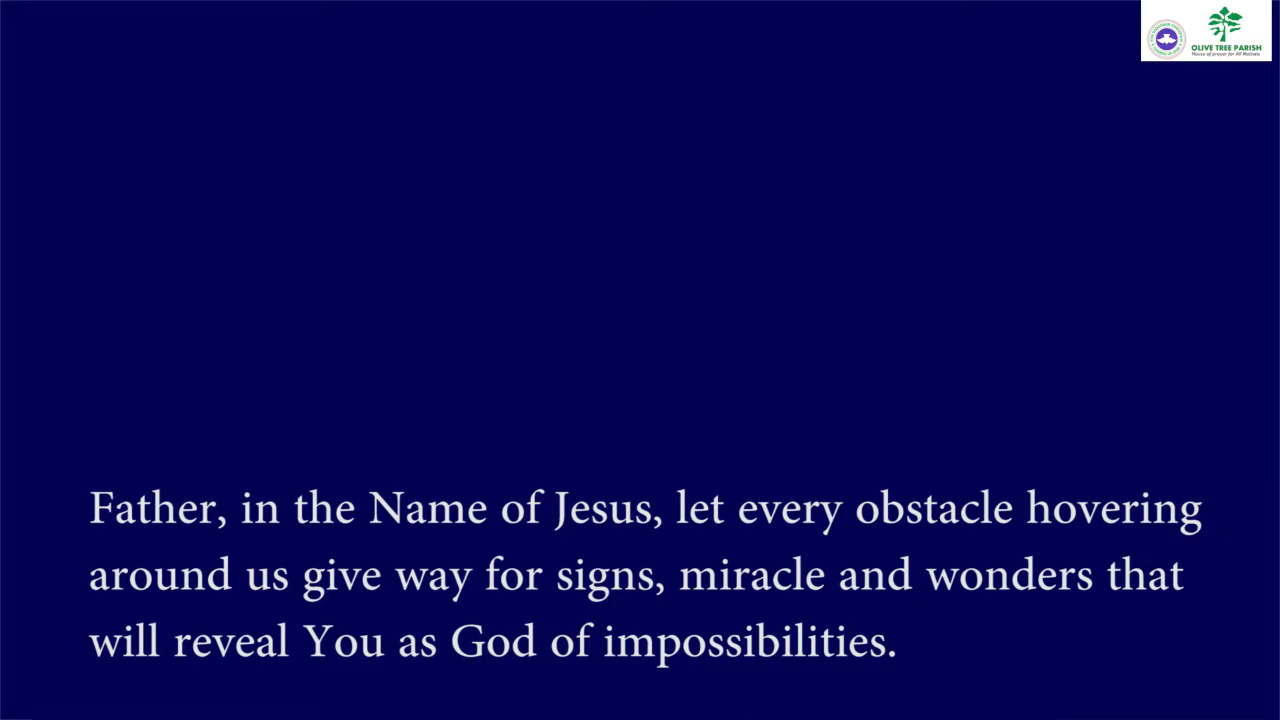 OLIVE TREE PARISH
House of prayer for All Nations
Father, in the Name of Jesus, let every obstacle hovering
around us give way for signs, miracle and wonders that
will reveal You as God of impossibilities.